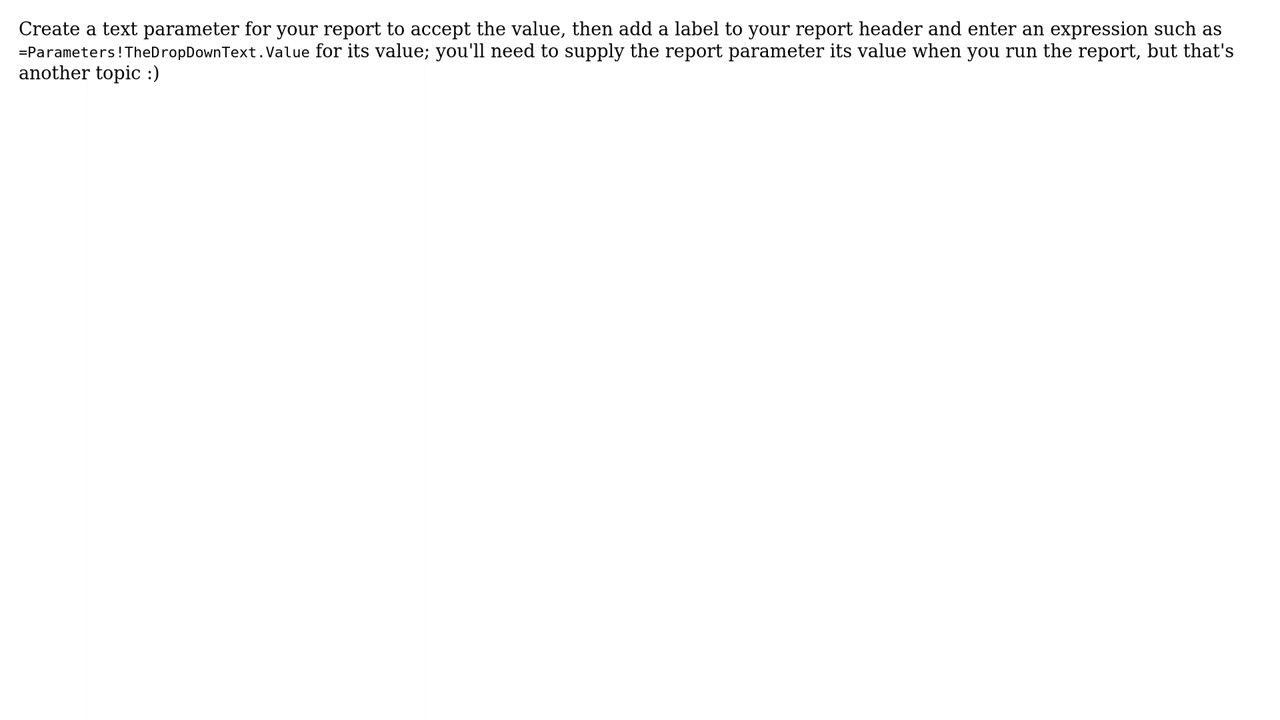 Create a text parameter for your report to accept the value, then add a label to your report header and enter an expression such as
=Parameters!TheDropDownText.Value for its value; you'll need to supply the report parameter its value when you run the report, but that's
another topic :)